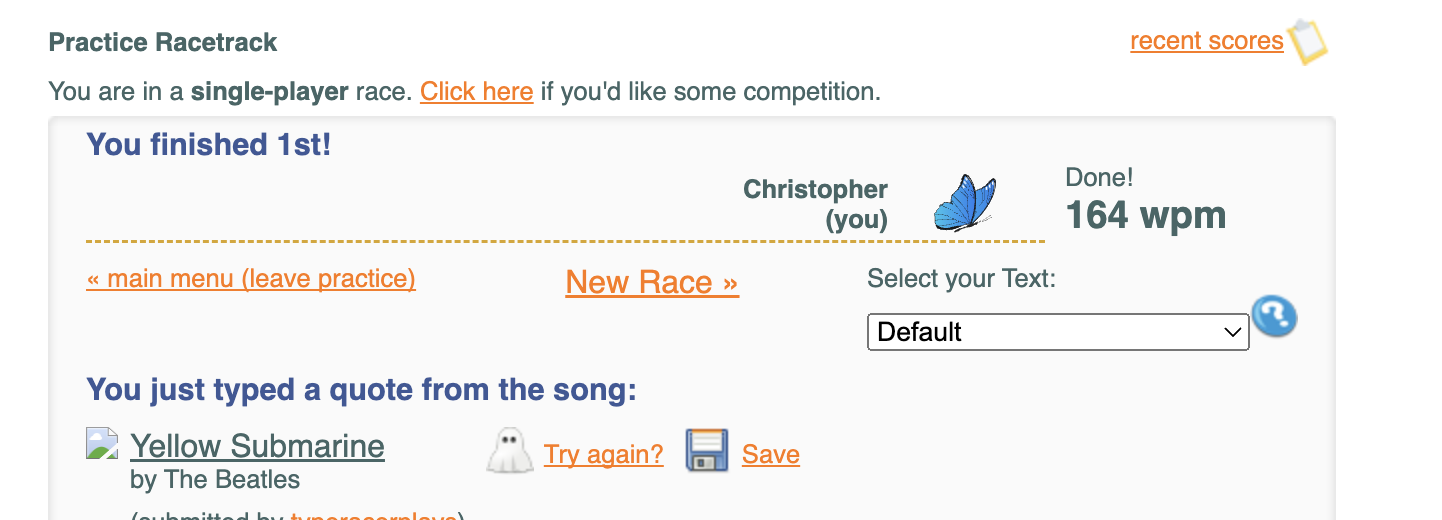 Practice Racetrack
recent scores
You are in a single-player race. Click here if you'd like some competition.
You finished 1st!
Christopher
(you)
Done!
164 wpm
« main menu (leave practice)
New Race »
Select your Text:
Default
You just typed a quote from the song:
Yellow Submarine
Try again?
Save
by The Beatles
(submitted by typeracerplays)